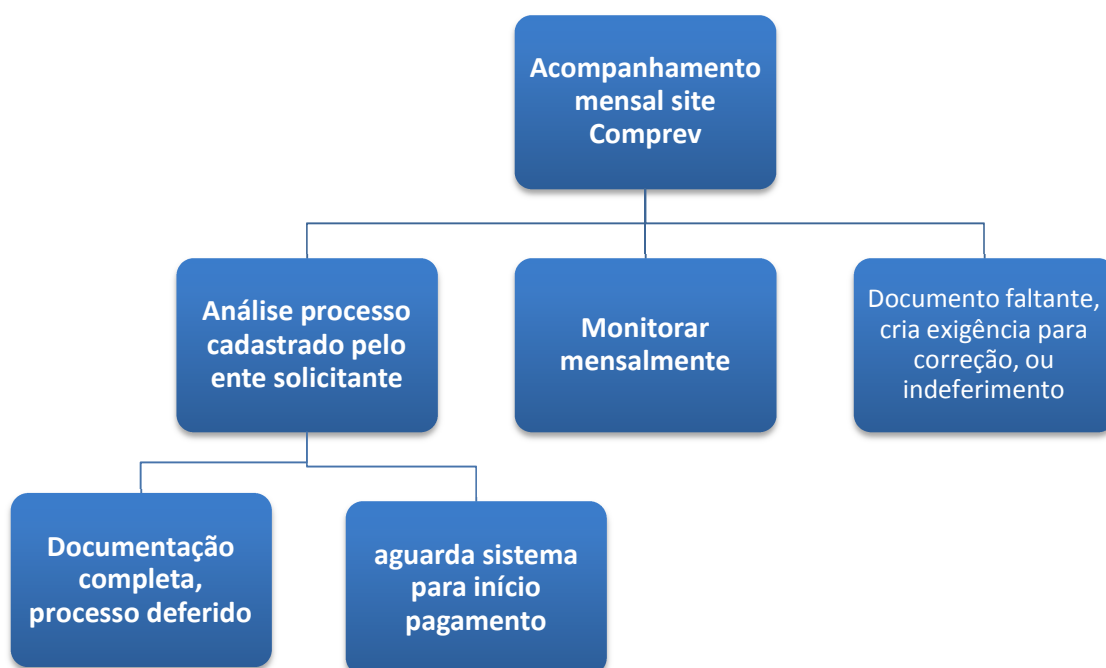 Acompanhamento
mensal site
Comprev
Análise processo
cadastrado pelo
ente solicitante
Monitorar
mensalmente
Documento faltante,
cria exigência para
correção, ou
indeferimento
Documentação
completa,
processo deferido
aguarda sistema
para início
pagamento